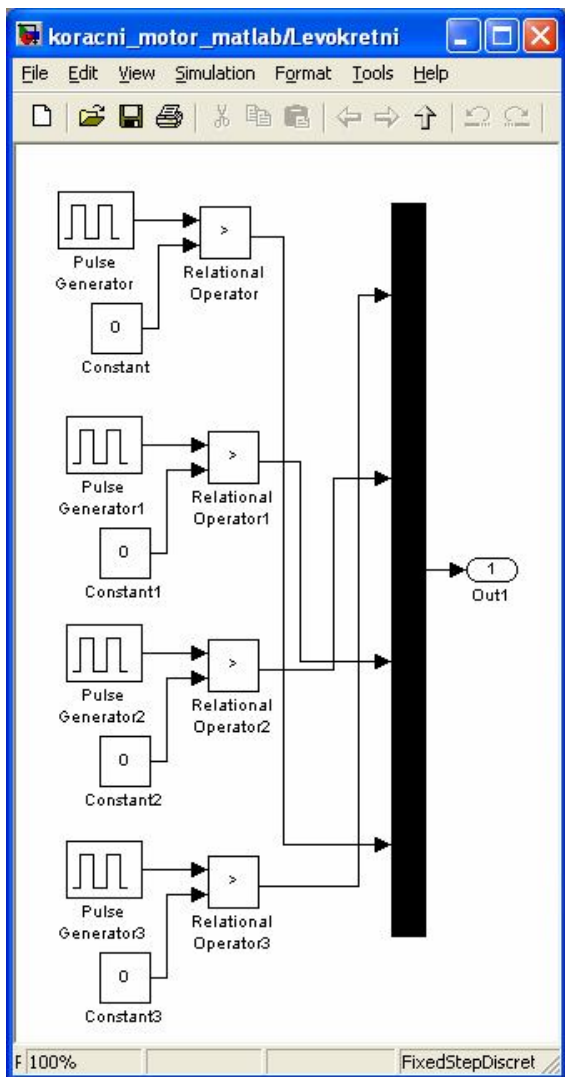 koracni_motor_matlab/Levokretni
File Edit View Simulation Format Tools Help
Pulse
Generator
>
Relational
Operator
0
Constant
Pulse
Generator1
>
Relational
Operator1
0
Constant1
1
Out1
Pulse
Generator2
>
Relational
Operator2
0
Constant2
Pulse
Generator3
>
Relational
Operator3
0
Constant3
F 100% FixedStepDiscret